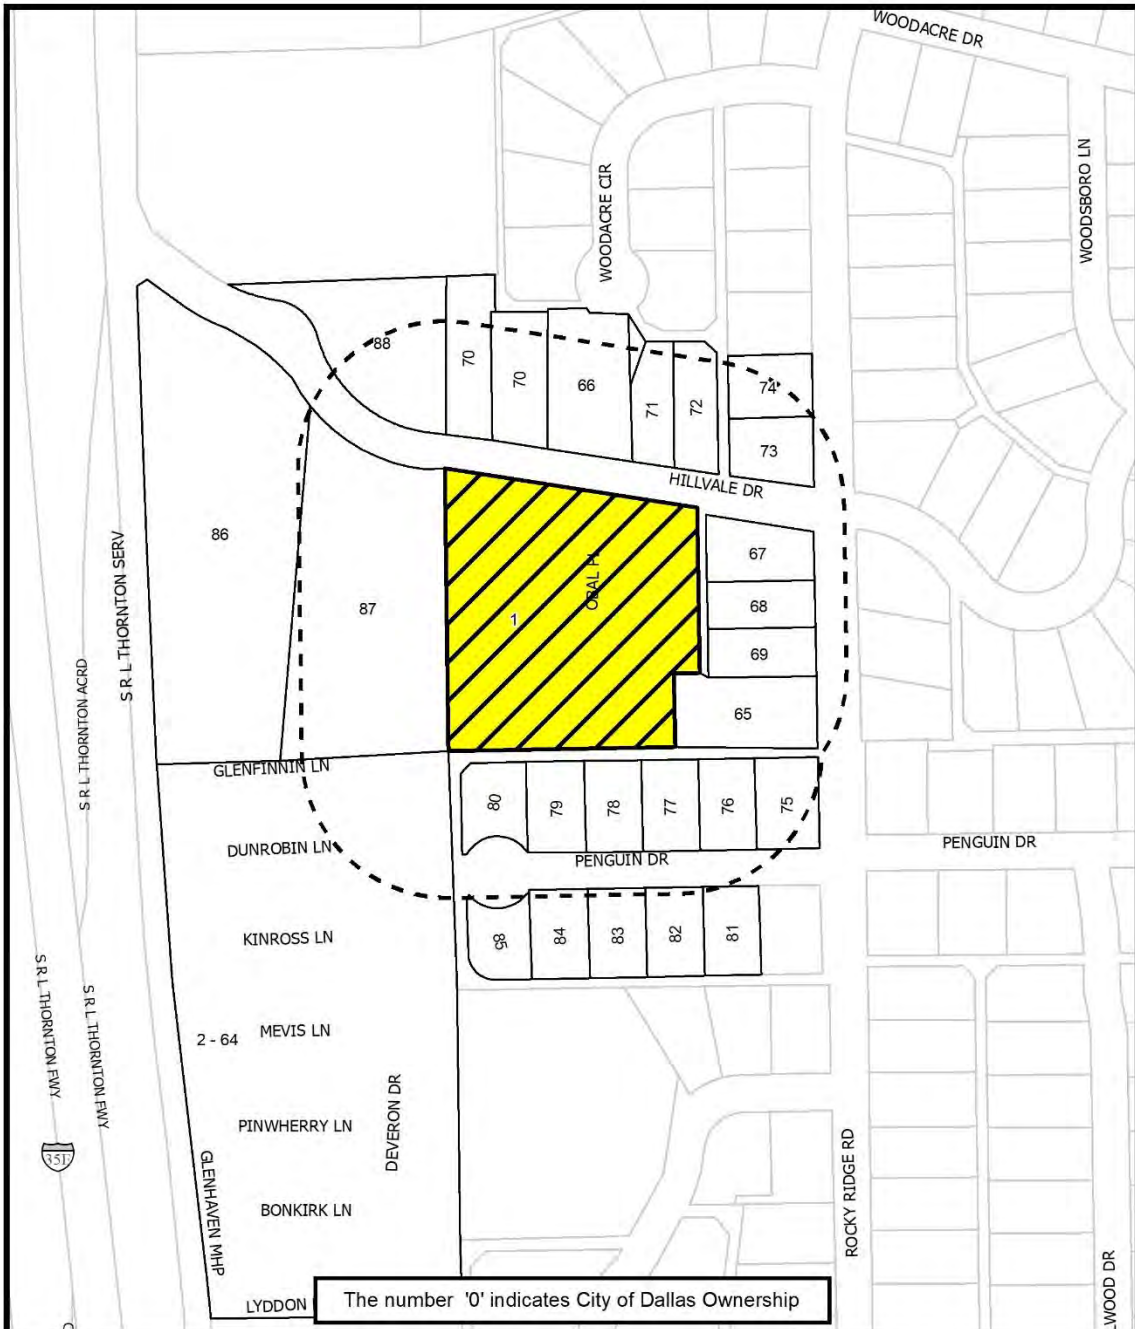 WOODACRE DR
WOODACRE CIR
WOODSBORO LN
88
70
70
66
71
72
74
73
HILLVALE DR
86
87
1
67
68
69
65
S R L THORNTON SERV
S R L THORNTON ACRD
GLENFINNIN LN
80
79
78
77
76
75
DUNROBIN LN
PENGUIN DR
PENGUIN DR
KINROSS LN
85
84
83
82
81
S R L THORNTON FWY
S R L THORNTON FWY
2 - 64
MEVIS LN
DEVERON DR
PINWHERRY LN
35E
GLENHAVEN MHP
BONKIRK LN
ROCKY RIDGE RD
LYDDON
LWOOD DR
The number '0' indicates City of Dallas Ownership